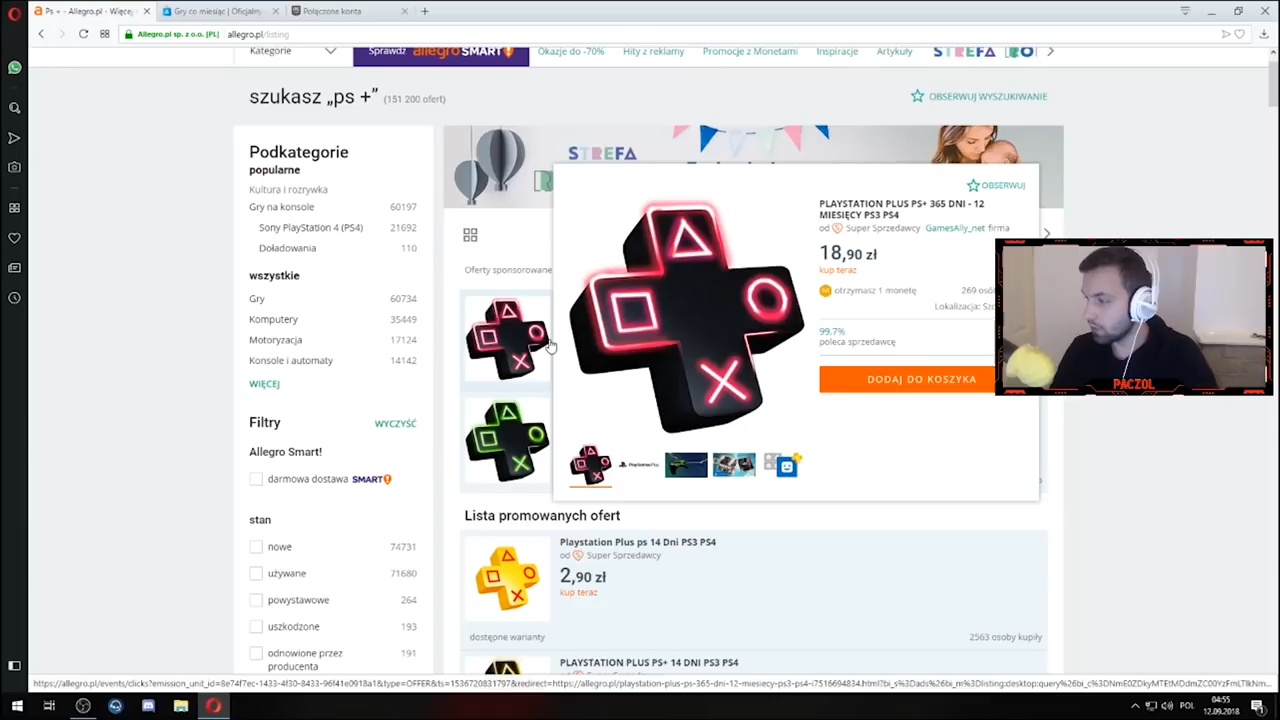 Ps + - Allegro.pl - Więcej
Gry co miesiąc | Oficjalny
Połączona konta
Allegro.pl sp. z o.o. (PL)
allegro.pl/listing
Kategorie
Sprawdź allegro SMART!
Okazje do -70%
Hity z reklamy
Promocje z Monetami
Inspiracje
Artykuły
STREFA
szukasz „ps +” (151 200 ofert)
OBSERWUJ WYSZUKIWANIE
Podkategorie
popularne
Kultura i rozrywka
Gry na konsole 60197
Sony PlayStation 4 (PS4) 21692
Doładowania 110
wszystkie
Gry 60734
Komputery 35449
Motoryzacja 17124
Konsole i automaty 14142
WIĘCEJ
Filtry WYCZYŚĆ
Allegro Smart!
darmowa dostawa SMART!
stan
nowe 74731
używane 71680
powystawowe 264
uszkodzone 193
odnowione przez 191
producenta
STREFA
Oferty sponsorowane
OBSERWUJ
PLAYSTATION PLUS PS+ 365 DNI - 12
MIESIĘCY PS3 PS4
od Super Sprzedawcy GamesAlly_net firma
18,90 zł
kup teraz
otrzymasz 1 monetę
269
Lokalizacja:
99.7%
poleca sprzedawcę
DODAJ DO KOSZYKA
PlayStation Plus
PACZOL
Lista promowanych ofert
Playstation Plus ps 14 Dni PS3 PS4
od Super Sprzedawcy
2,90 zł
kup teraz
dostępne warianty
2563 osoby kupiły
PLAYSTATION PLUS PS+ 14 DNI PS3 PS4
POL
04:55
12.09.2018